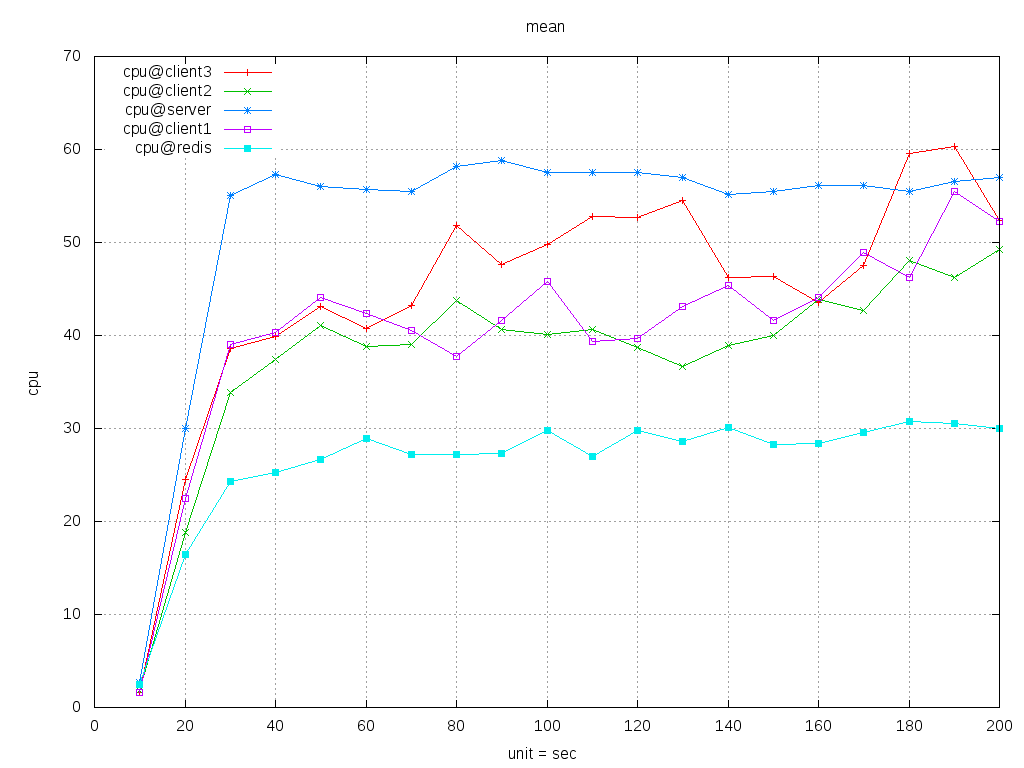 mean
70
60
50
40
30
20
10
0
cpu
cpu@client3
cpu@client2
cpu@server
cpu@client1
cpu@redis
0 20 40 60 80 100 120 140 160 180 200
unit = sec